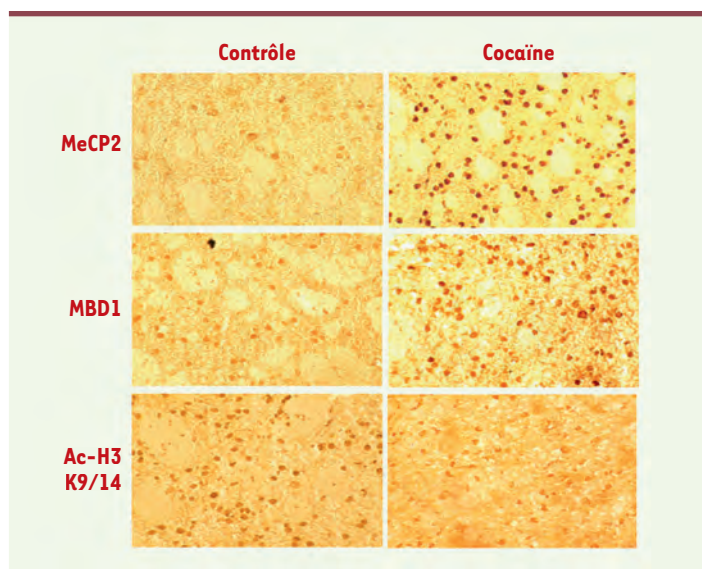 Contrôle
Cocaïne
MeCP2
MBD1
Ac-H3
K9/14